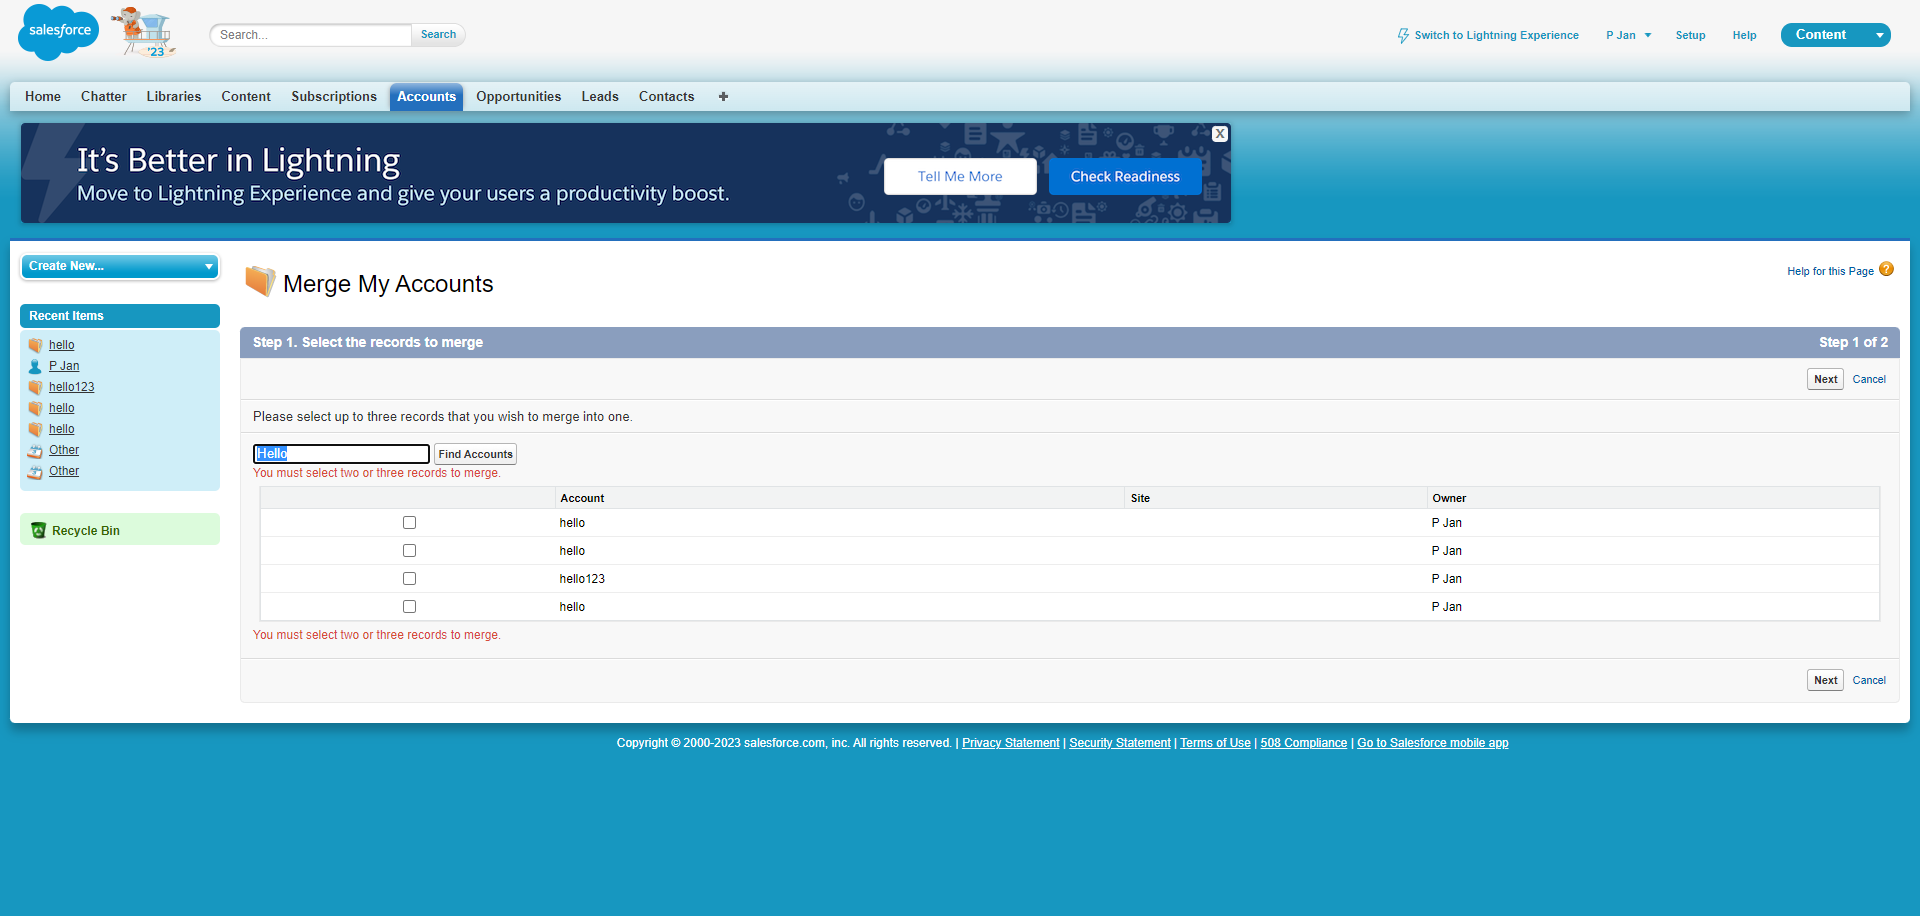 salesforce
'23
Search...
Search
Switch to Lightning Experience
P Jan
Setup
Help
Content
Home
Chatter
Libraries
Content
Subscriptions
Accounts
Opportunities
Leads
Contacts
+
It's Better in Lightning
Move to Lightning Experience and give your users a productivity boost.
Tell Me More
Check Readiness
X
Create New...
Recent Items
hello
P Jan
hello123
hello
hello
Other
Other
Recycle Bin
Merge My Accounts
Help for this Page ?
Step 1. Select the records to merge
Step 1 of 2
Next
Cancel
Please select up to three records that you wish to merge into one.
Hello
Find Accounts
You must select two or three records to merge.
Account
Site
Owner
hello
P Jan
hello
P Jan
hello123
P Jan
hello
P Jan
You must select two or three records to merge.
Next
Cancel
Copyright © 2000-2023 salesforce.com, inc. All rights reserved. | Privacy Statement | Security Statement | Terms of Use | 508 Compliance | Go to Salesforce mobile app